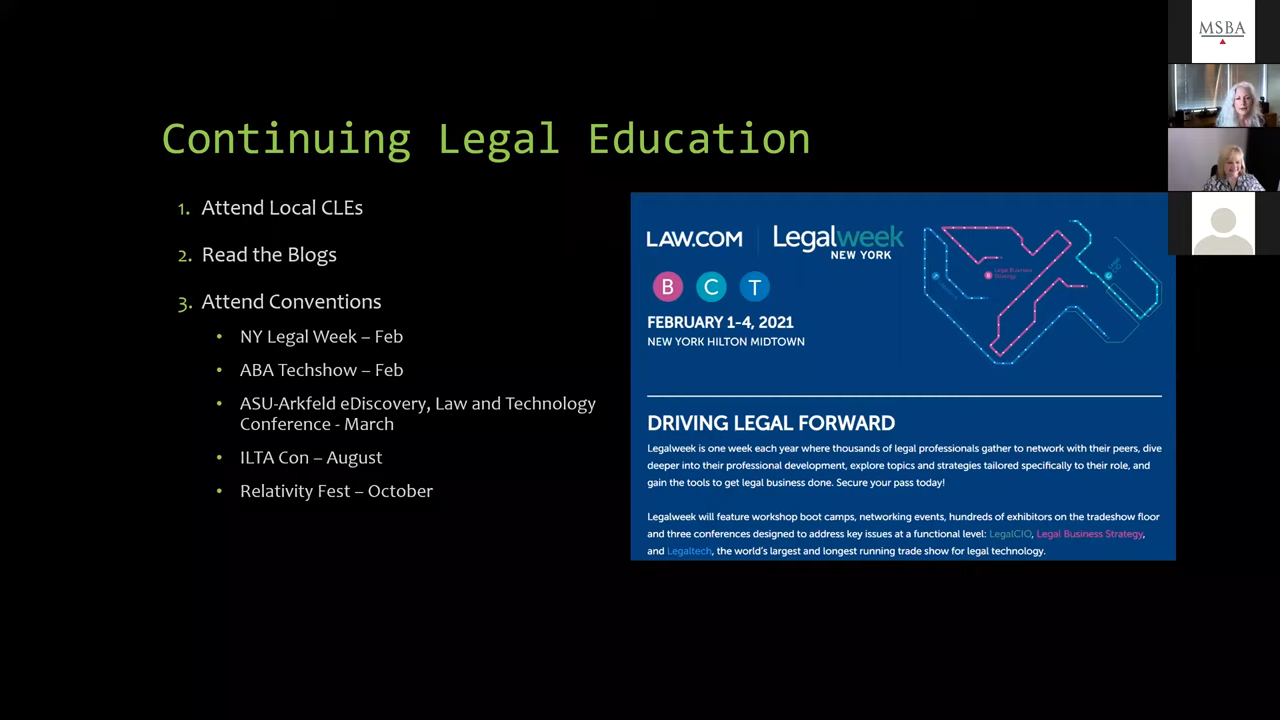 MSBA
Continuing Legal Education
1. Attend Local CLEs
2. Read the Blogs
3. Attend Conventions
• NY Legal Week – Feb
• ABA Techshow – Feb
• ASU-Arkfeld eDiscovery, Law and Technology
Conference - March
• ILTA Con – August
• Relativity Fest – October
LAW.COM Legalweek
NEW YORK
B C T
FEBRUARY 1-4, 2021
NEW YORK HILTON MIDTOWN
B Legal Business
Strategy
C
DRIVING LEGAL FORWARD
Legalweek is one week each year where thousands of legal professionals gather to network with their peers, dive
deeper into their professional development, explore topics and strategies tailored specifically to their role, and
gain the tools to get legal business done. Secure your pass today!
Legalweek will feature workshop boot camps, networking events, hundreds of exhibitors on the tradeshow floor
and three conferences designed to address key issues at a functional level: LegalCIO, Legal Business Strategy,
and Legaltech, the world's largest and longest running trade show for legal technology.